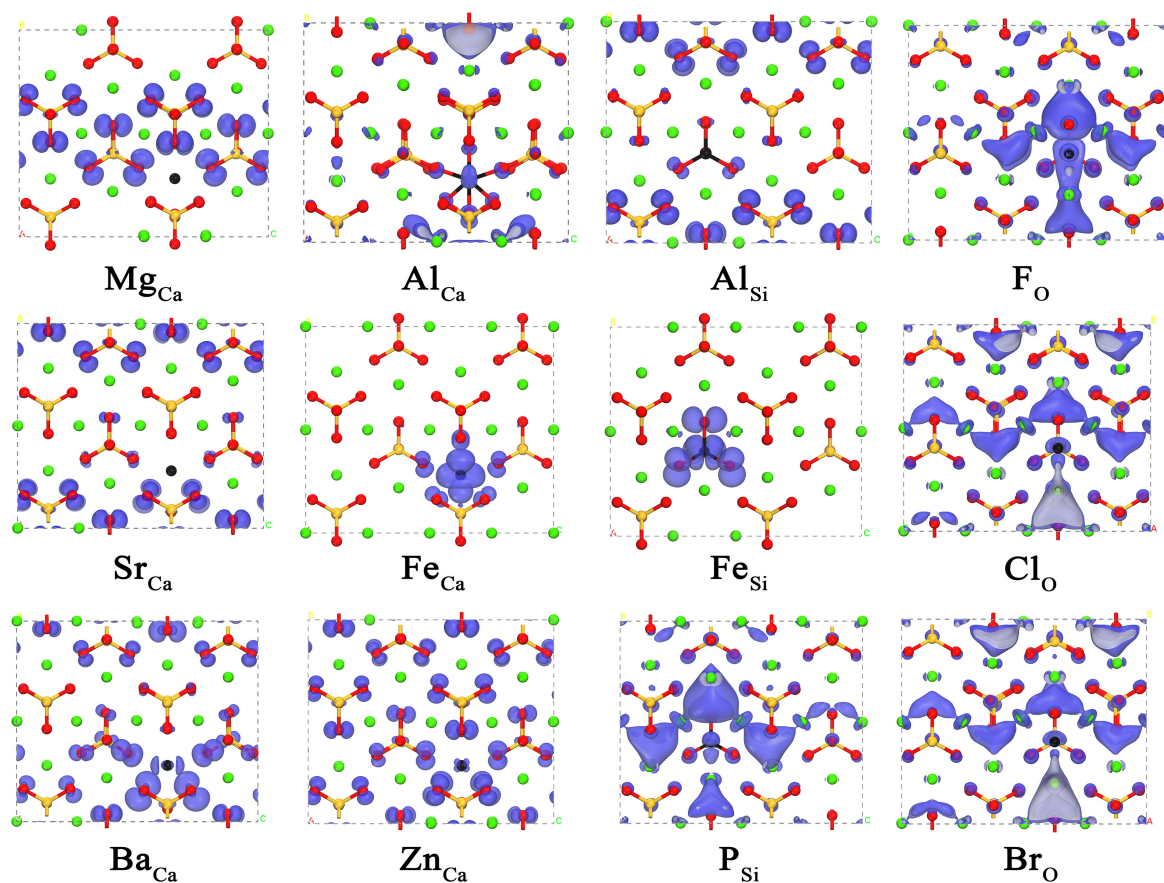 Mg_Ca Al_Ca Al_Si F_O
Sr_Ca Fe_Ca Fe_Si Cl_O
Ba_Ca Zn_Ca P_Si Br_O